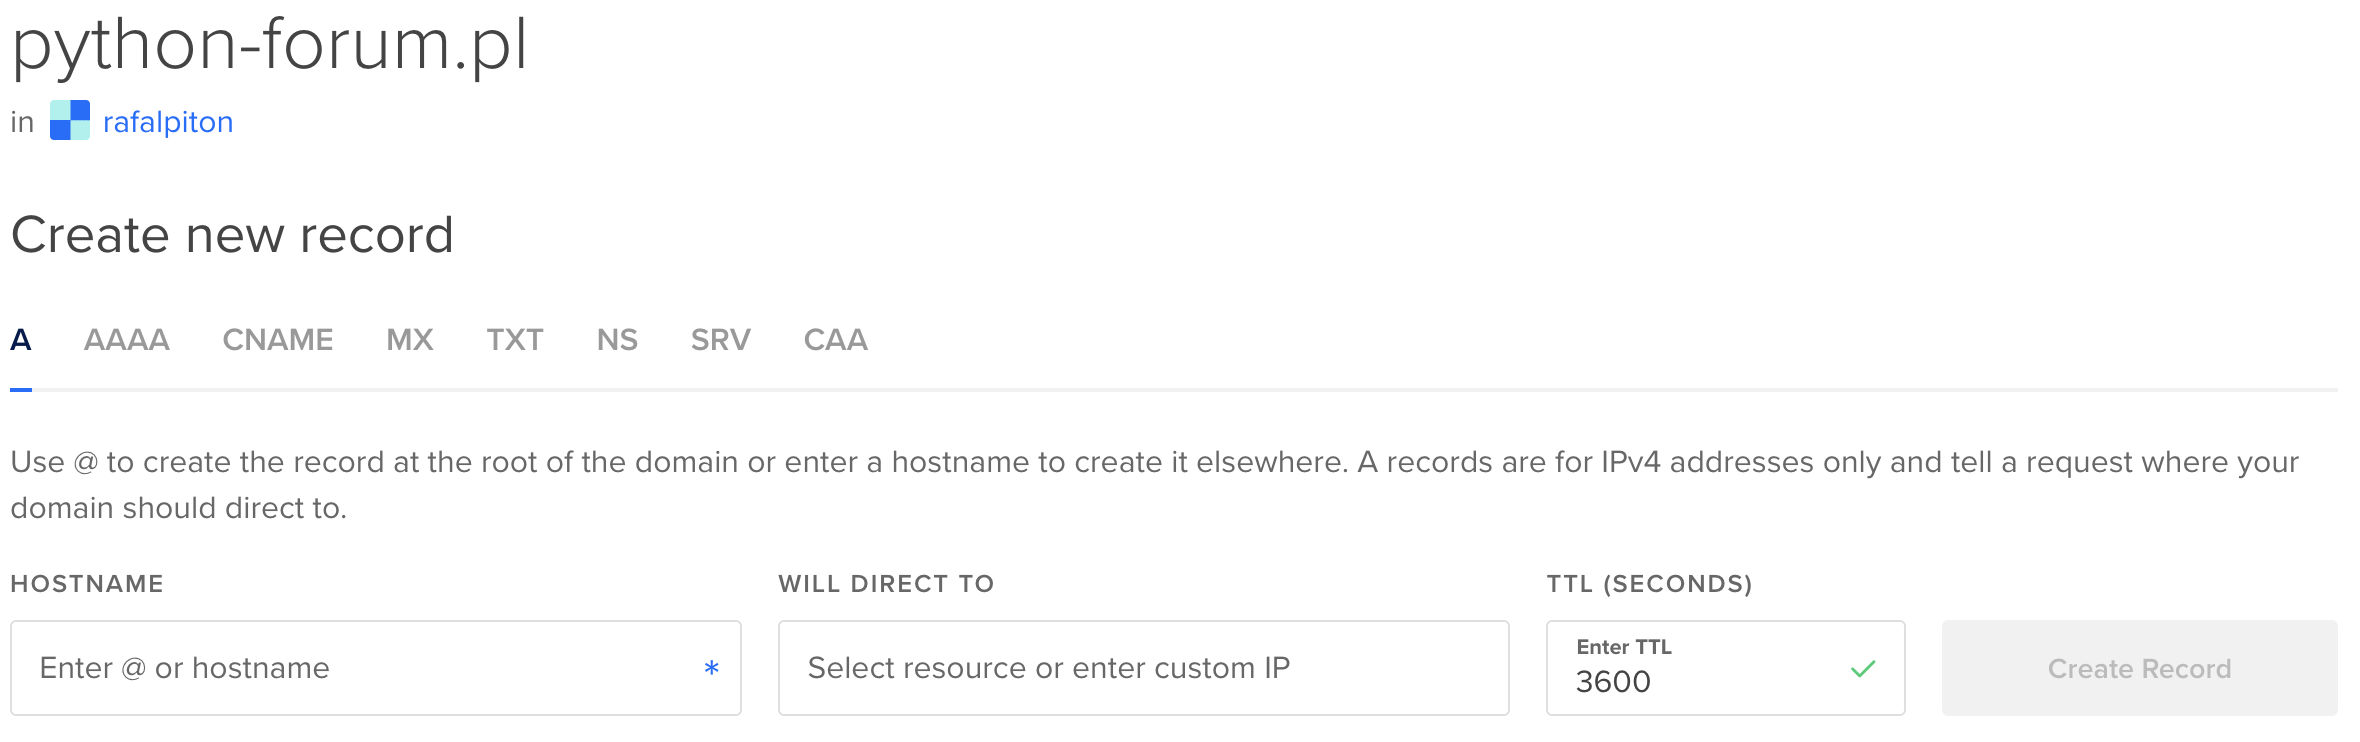 python-forum.pl
in rafalpiton
Create new record
A AAAA CNAME MX TXT NS SRV CAA
Use @ to create the record at the root of the domain or enter a hostname to create it elsewhere. A records are for IPv4 addresses only and tell a request where your
domain should direct to.
HOSTNAME WILL DIRECT TO TTL (SECONDS)
Enter TTL
Enter @ or hostname * Select resource or enter custom IP 3600 Create Record